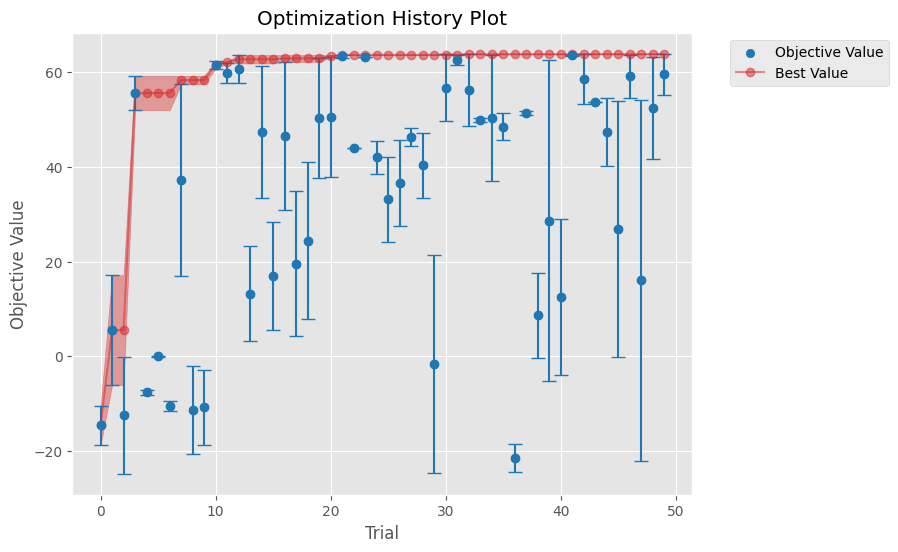 Optimization History Plot
Objective Value
Best Value
60
40
20
0
−20
Objective Value
0 10 20 30 40 50
Trial